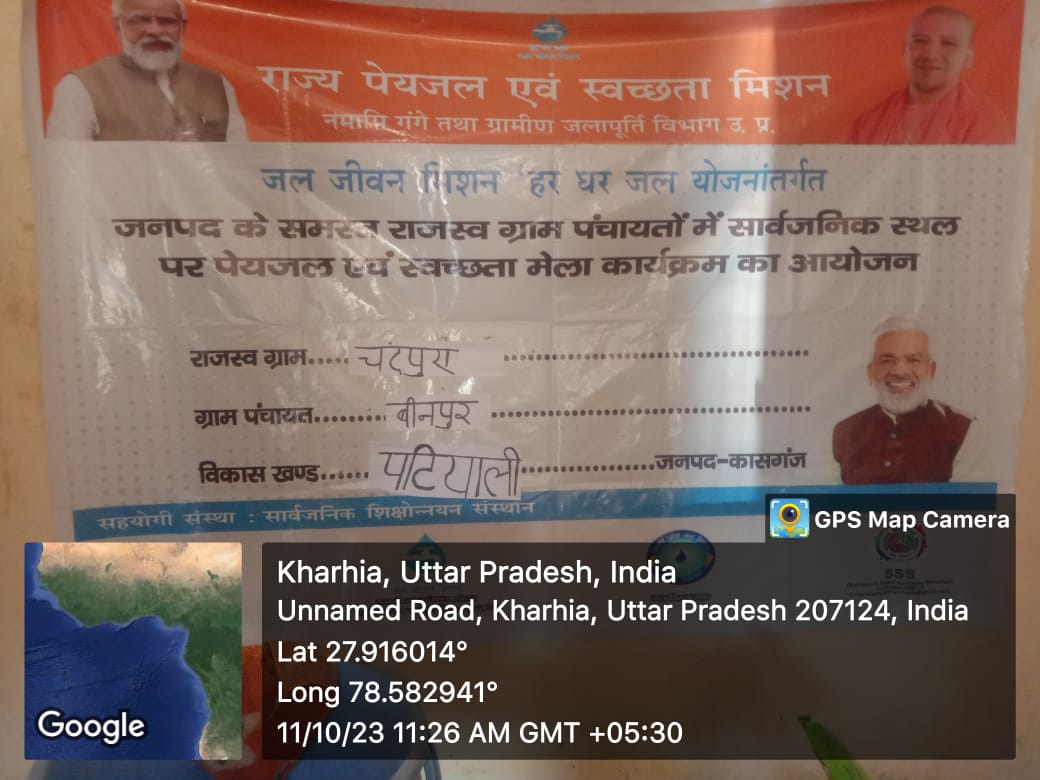 राज्य पेयजल एवं स्वच्छता मिशन
नमामि गंगे तथा ग्रामीण जलापूर्ति विभाग उ. प्र.
जल जीवन मिशन 'हर घर जल योजनांतर्गत
जनपद के समस्त राजस्व ग्राम पंचायतों में सार्वजनिक स्थल
पर पेयजल एवं स्वच्छता मेला कार्यक्रम का आयोजन
राजस्व ग्राम..... चंदपुरा ..........................................
ग्राम पंचायत......... बीनपुर ............................................
विकास खण्ड...... पटियाली ..................जनपद-कासगंज
सहयोगी संस्था : सार्वजनिक शिक्षोन्नयन संस्थान
GPS Map Camera
SSS
Kharhia, Uttar Pradesh, India
Unnamed Road, Kharhia, Uttar Pradesh 207124, India
Lat 27.916014°
Long 78.582941°
11/10/23 11:26 AM GMT +05:30
Google